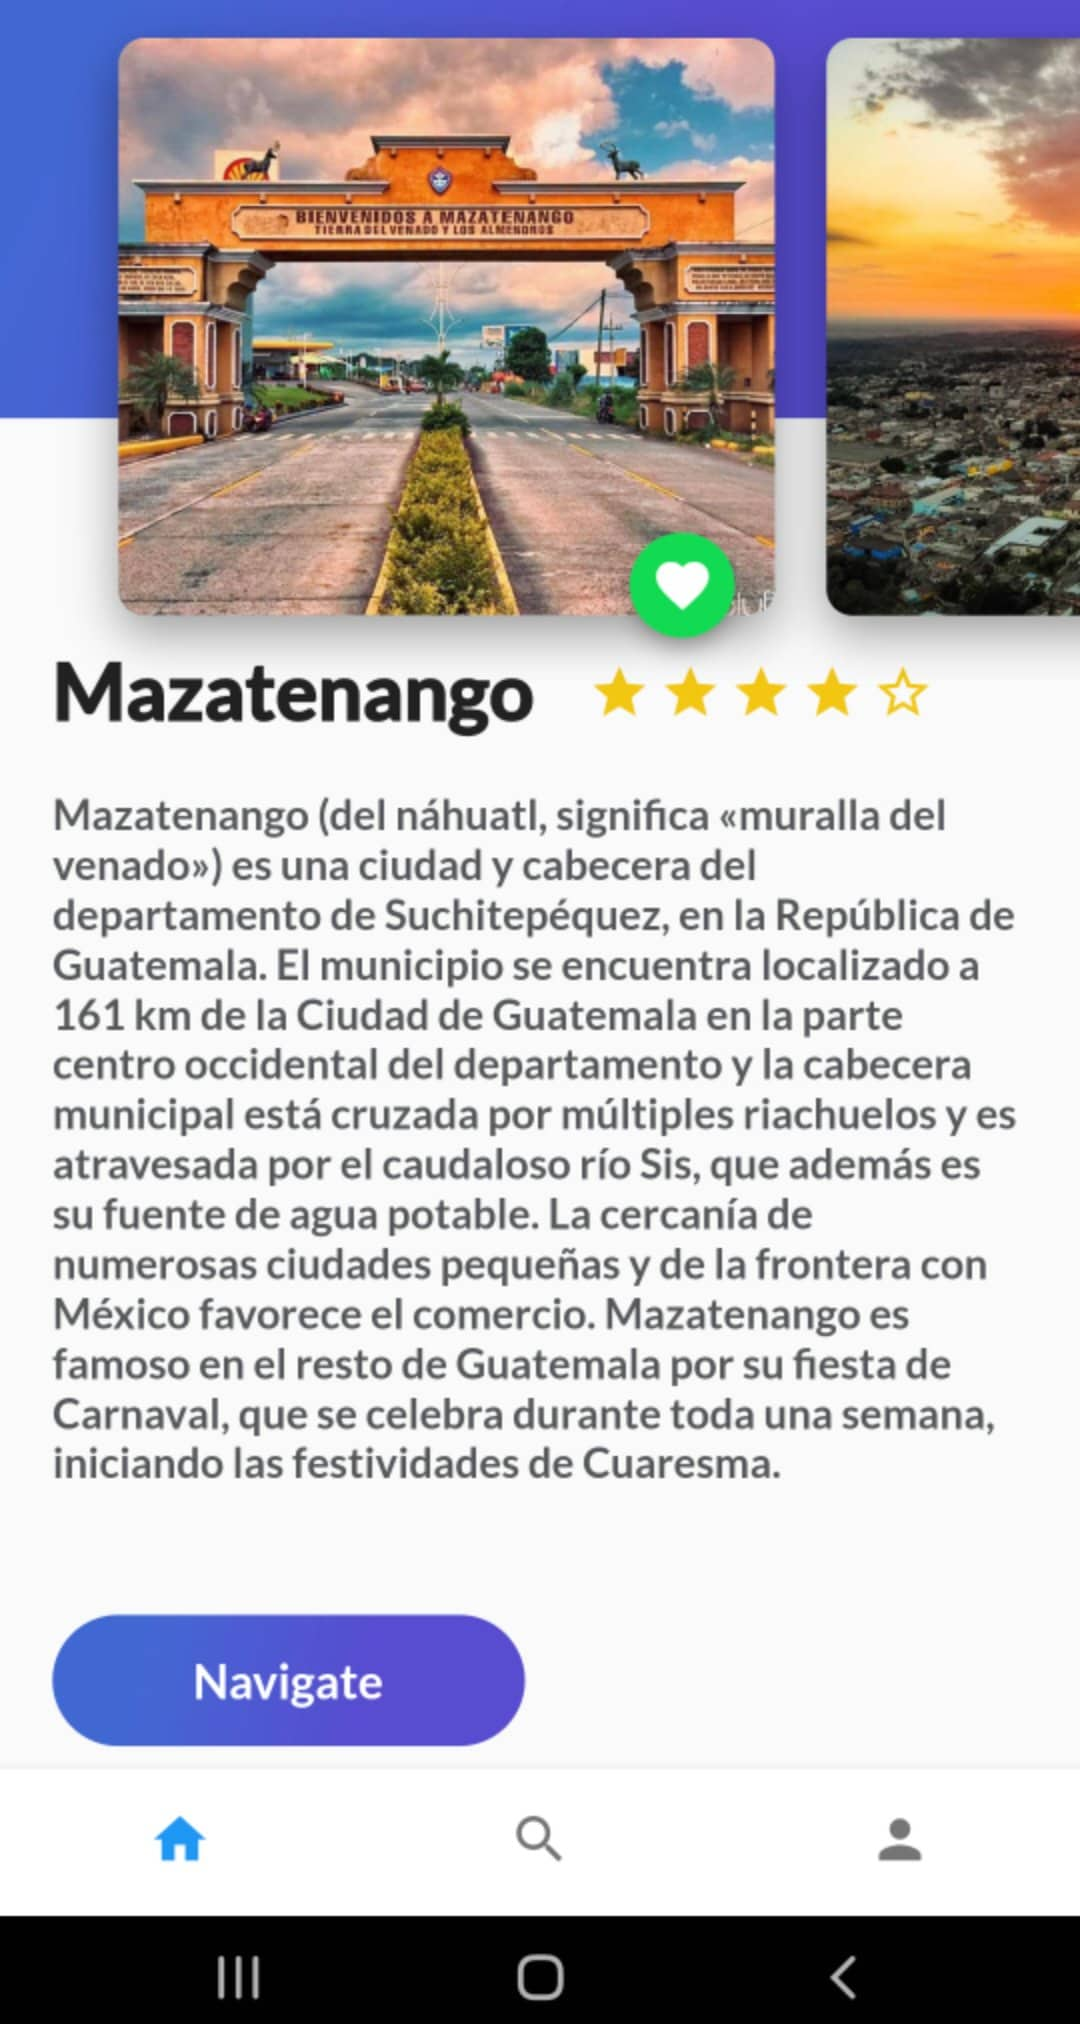 BIENVENIDOS A MAZATENANGO
TIERRA DEL VENADO Y LOS ALMENDROS
Mazatenango
Mazatenango (del náhuatl, significa «muralla del
venado») es una ciudad y cabecera del
departamento de Suchitepéquez, en la República de
Guatemala. El municipio se encuentra localizado a
161 km de la Ciudad de Guatemala en la parte
centro occidental del departamento y la cabecera
municipal está cruzada por múltiples riachuelos y es
atravesada por el caudaloso río Sis, que además es
su fuente de agua potable. La cercanía de
numerosas ciudades pequeñas y de la frontera con
México favorece el comercio. Mazatenango es
famoso en el resto de Guatemala por su fiesta de
Carnaval, que se celebra durante toda una semana,
iniciando las festividades de Cuaresma.
Navigate